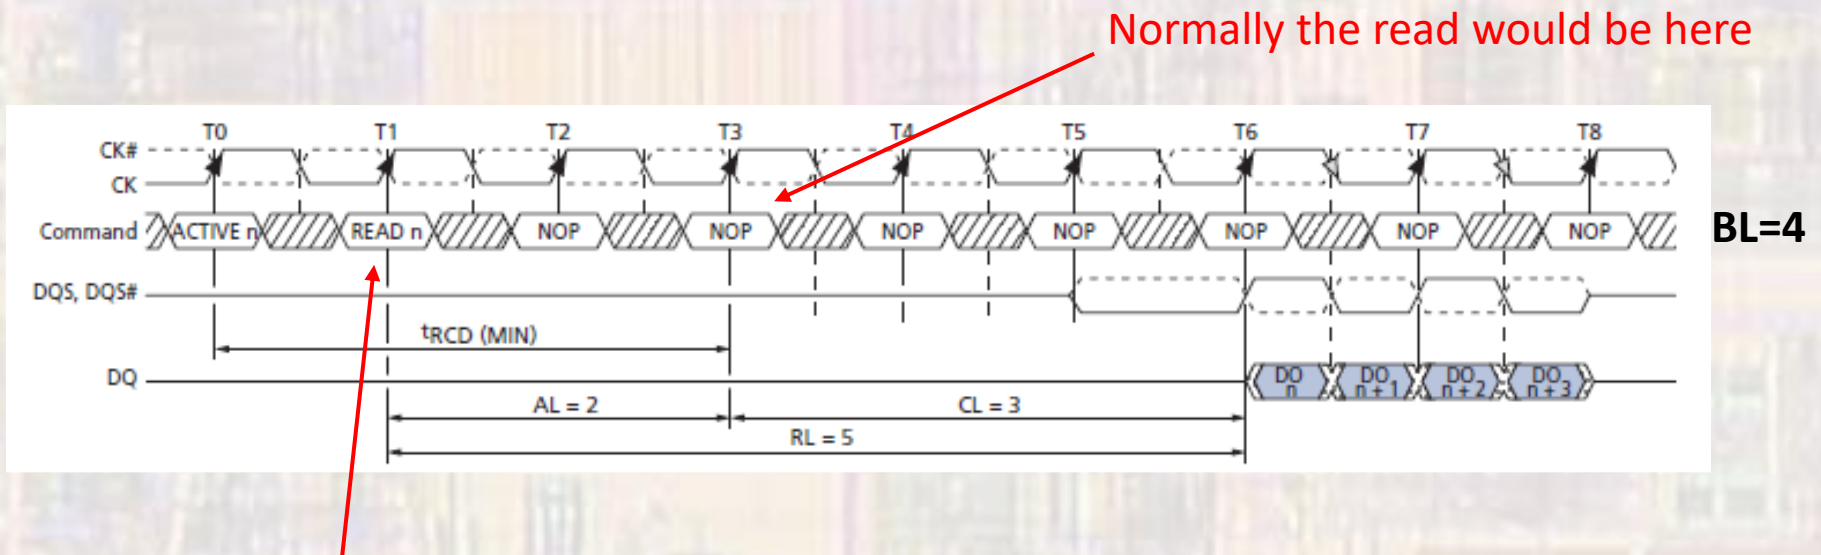 Normally the read would be here
T0 T1 T2 T3 T4 T5 T6 T7 T8
CK#
CK
Command ACTIVE n READ n NOP NOP NOP NOP NOP NOP NOP BL=4
DQS, DQS#
tRCD (MIN)
DQ DO n DO n + 1 DO n + 2 DO n + 3
AL = 2 CL = 3
RL = 5